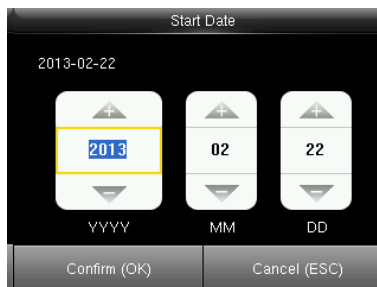 Start Date
2013-02-22
+ + +
2013 02 22
− − −
YYYY MM DD
Confirm (OK) Cancel (ESC)